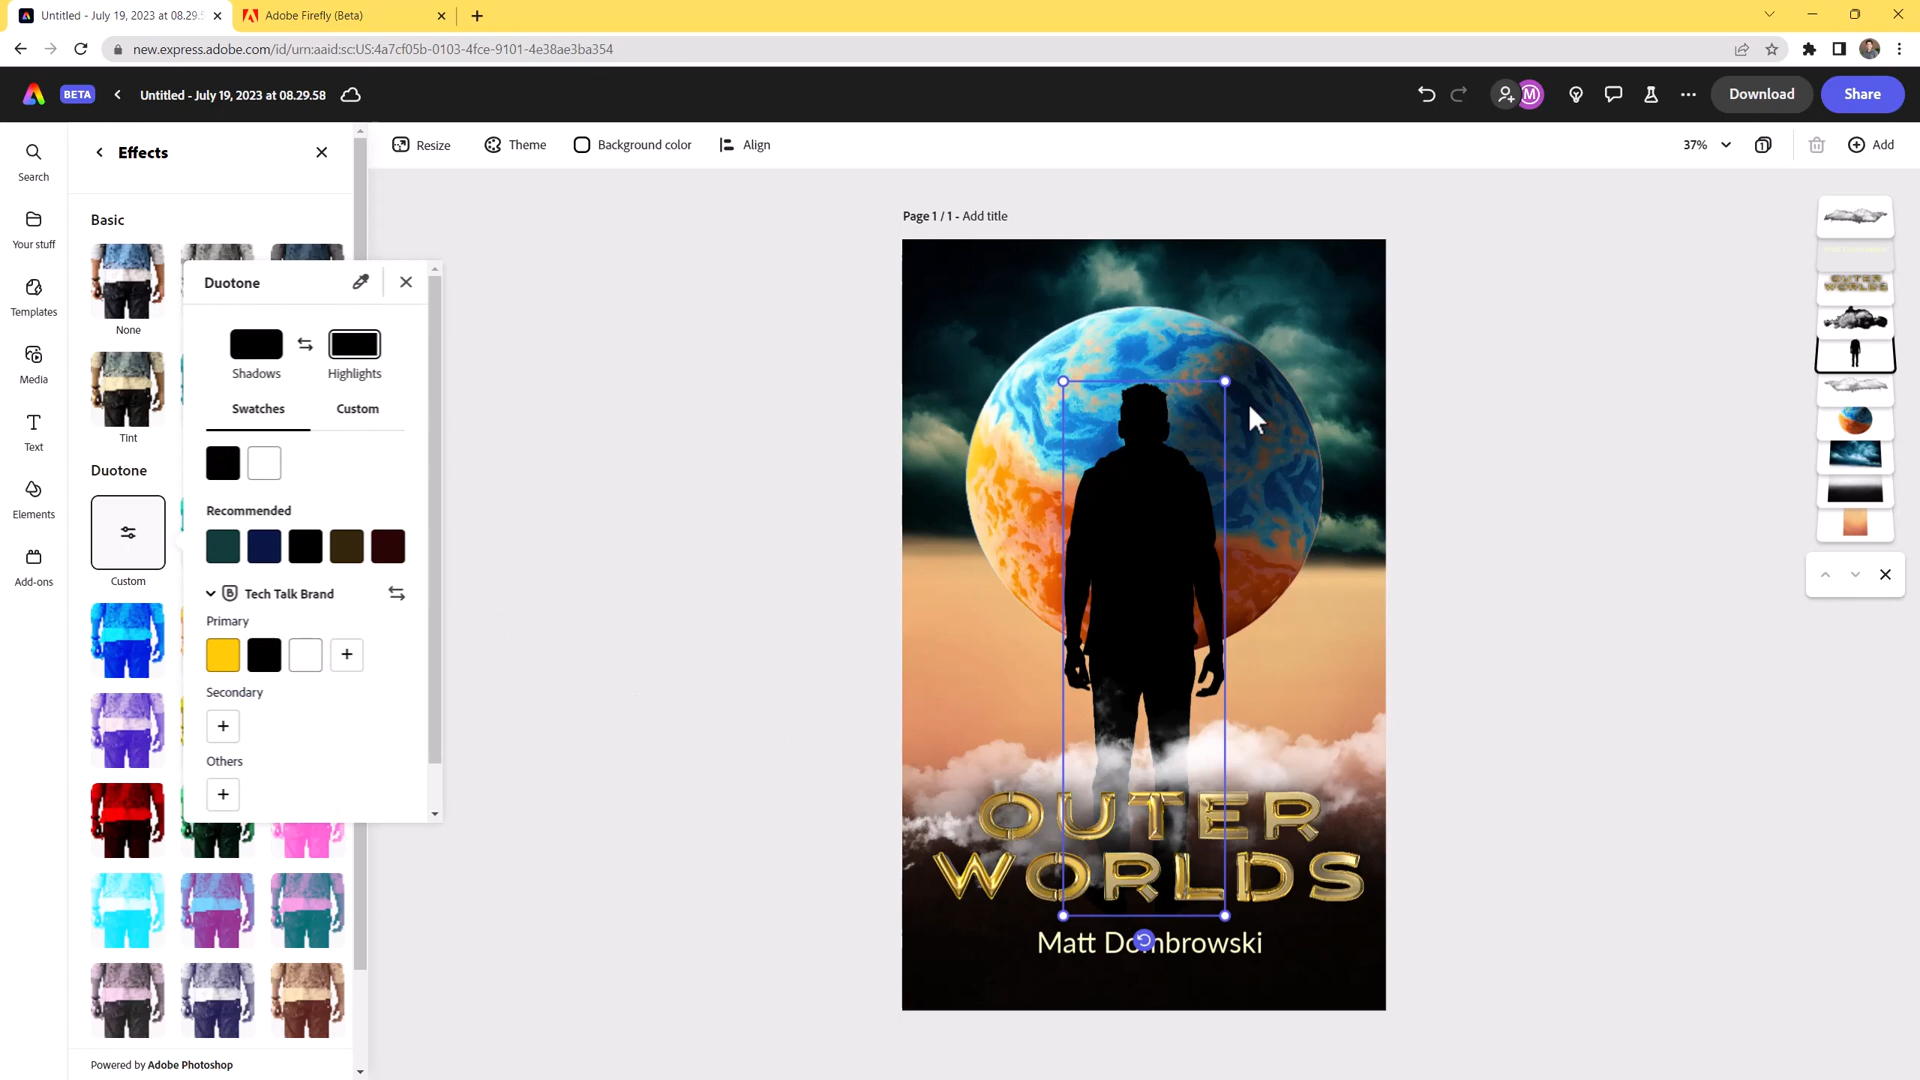 Untitled - July 19, 2023 at 08.29.5
Adobe Firefly (Beta)
new.express.adobe.com/id/urn:aaid:sc:US:4a7cf05b-0103-4fce-9101-4e38ae3ba354
BETA
Untitled - July 19, 2023 at 08.29.58
M
Download
Share
Search
Your stuff
Templates
Media
Text
Elements
Add-ons
Effects
Basic
None
Tint
Duotone
Custom
Powered by Adobe Photoshop
Duotone
Shadows
Highlights
Swatches
Custom
Recommended
B
Tech Talk Brand
Primary
Secondary
Others
Resize
Theme
Background color
Align
37%
1
Add
Page 1 / 1 - Add title
OUTER
WORLDS
Matt Dombrowski
OUTER
WORLDS